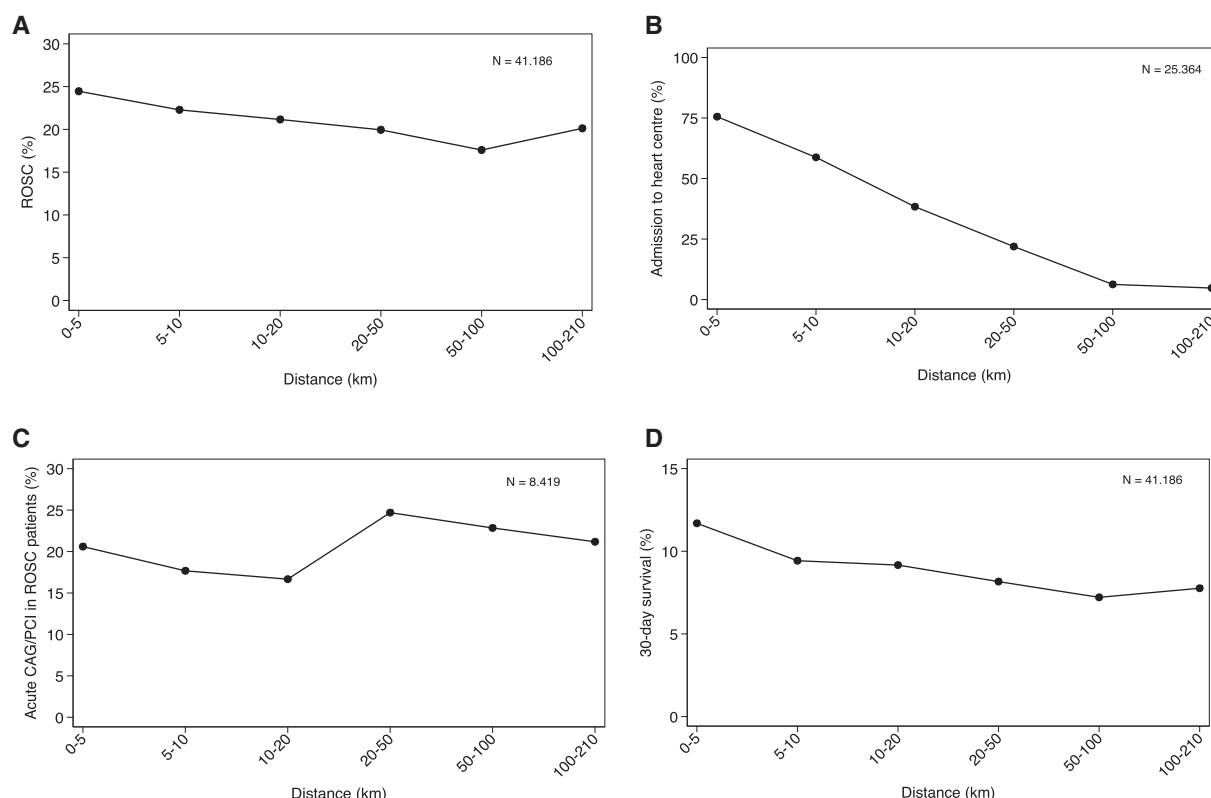 A
ROSC (%)
30
25
20
15
10
5
0
N = 41.186
0-5
5-10
10-20
20-50
50-100
100-210
Distance (km)
B
Admission to heart centre (%)
100
75
50
25
0
N = 25.364
0-5
5-10
10-20
20-50
50-100
100-210
Distance (km)
C
Acute CAG/PCI in ROSC patients (%)
30
25
20
15
10
5
0
N = 8.419
0-5
5-10
10-20
20-50
50-100
100-210
Distance (km)
D
30-day survival (%)
15
10
5
0
N = 41.186
0-5
5-10
10-20
20-50
50-100
100-210
Distance (km)